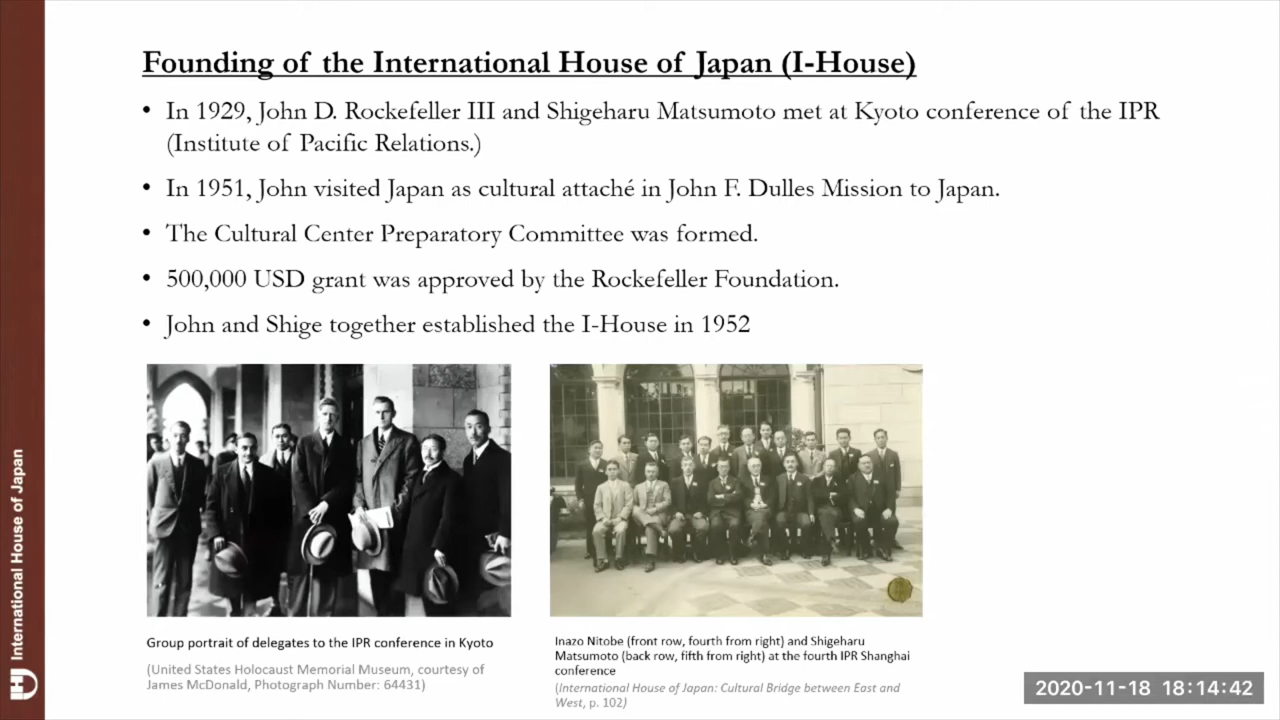 Founding of the International House of Japan (I-House)
• In 1929, John D. Rockefeller III and Shigeharu Matsumoto met at Kyoto conference of the IPR
(Institute of Pacific Relations.)
• In 1951, John visited Japan as cultural attaché in John F. Dulles Mission to Japan.
• The Cultural Center Preparatory Committee was formed.
• 500,000 USD grant was approved by the Rockefeller Foundation.
• John and Shige together established the I-House in 1952
Group portrait of delegates to the IPR conference in Kyoto
(United States Holocaust Memorial Museum, courtesy of
James McDonald, Photograph Number: 64431)
Inazo Nitobe (front row, fourth from right) and Shigeharu
Matsumoto (back row, fifth from right) at the fourth IPR Shanghai
conference
(International House of Japan: Cultural Bridge between East and
West, p. 102)
International House of Japan
2020-11-18 18:14:42